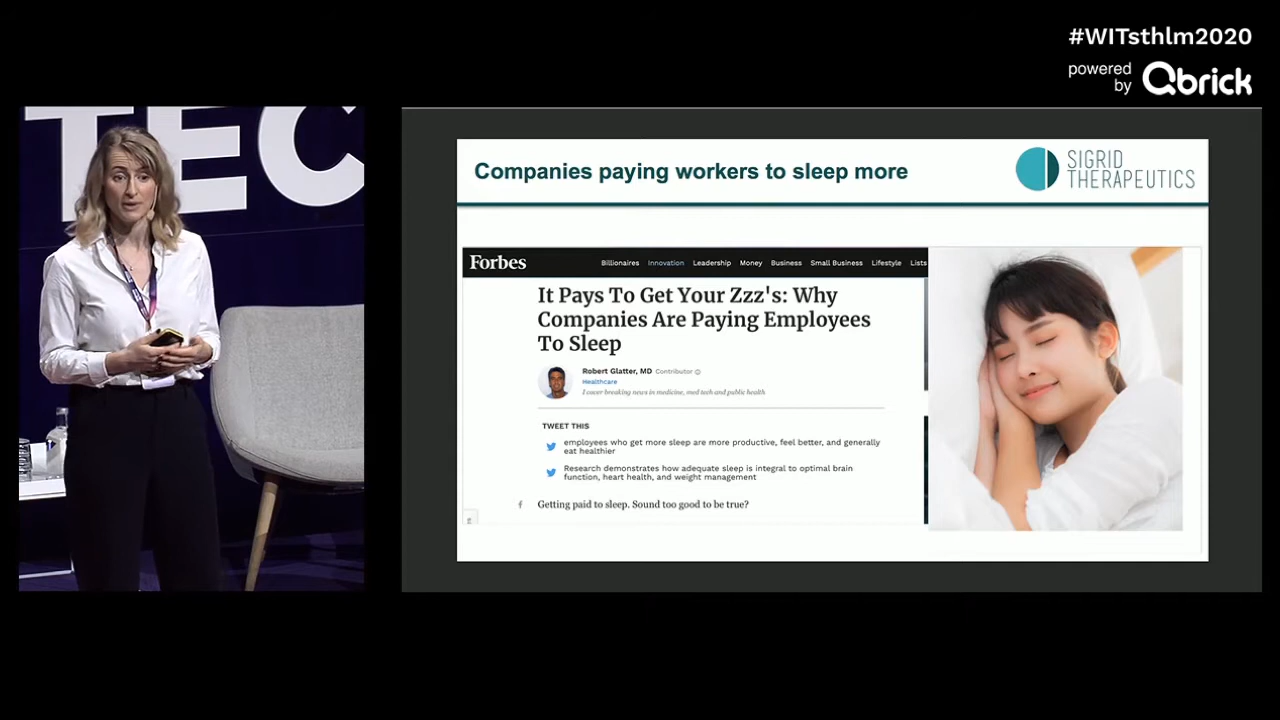 #WITsthlm2020
powered
by
Qbrick
TEC
Companies paying workers to sleep more
SIGRID
THERAPEUTICS
Forbes
Billionaires Innovation Leadership Money Business Small Business Lifestyle Lists
It Pays To Get Your Zzz's: Why
Companies Are Paying Employees
To Sleep
Robert Glatter, MD Contributor
Healthcare
I cover breaking news in medicine, med tech and public health
TWEET THIS
employees who get more sleep are more productive, feel better, and generally
eat healthier
Research demonstrates how adequate sleep is integral to optimal brain
function, heart health, and weight management
Getting paid to sleep. Sound too good to be true?